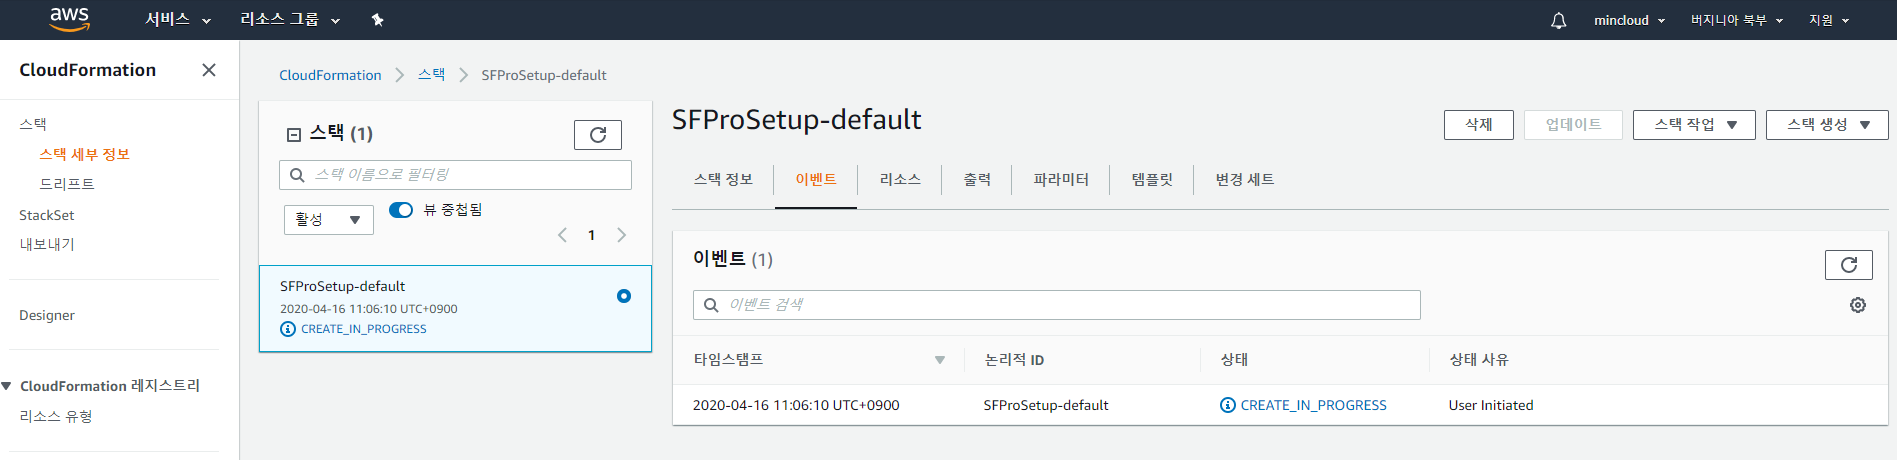 aws 서비스 리소스 그룹 mincloud 버지니아 북부 지원
CloudFormation
스택
스택 세부 정보
드리프트
StackSet
내보내기
Designer
CloudFormation 레지스트리
리소스 유형
CloudFormation 스택 SFProSetup-default
스택 (1)
스택 이름으로 필터링
활성 뷰 중첩됨
1
SFProSetup-default
2020-04-16 11:06:10 UTC+0900
CREATE_IN_PROGRESS
SFProSetup-default
삭제 업데이트 스택 작업 스택 생성
스택 정보 이벤트 리소스 출력 파라미터 템플릿 변경 세트
이벤트 (1)
이벤트 검색
타임스탬프 논리적 ID 상태 상태 사유
2020-04-16 11:06:10 UTC+0900 SFProSetup-default CREATE_IN_PROGRESS User Initiated